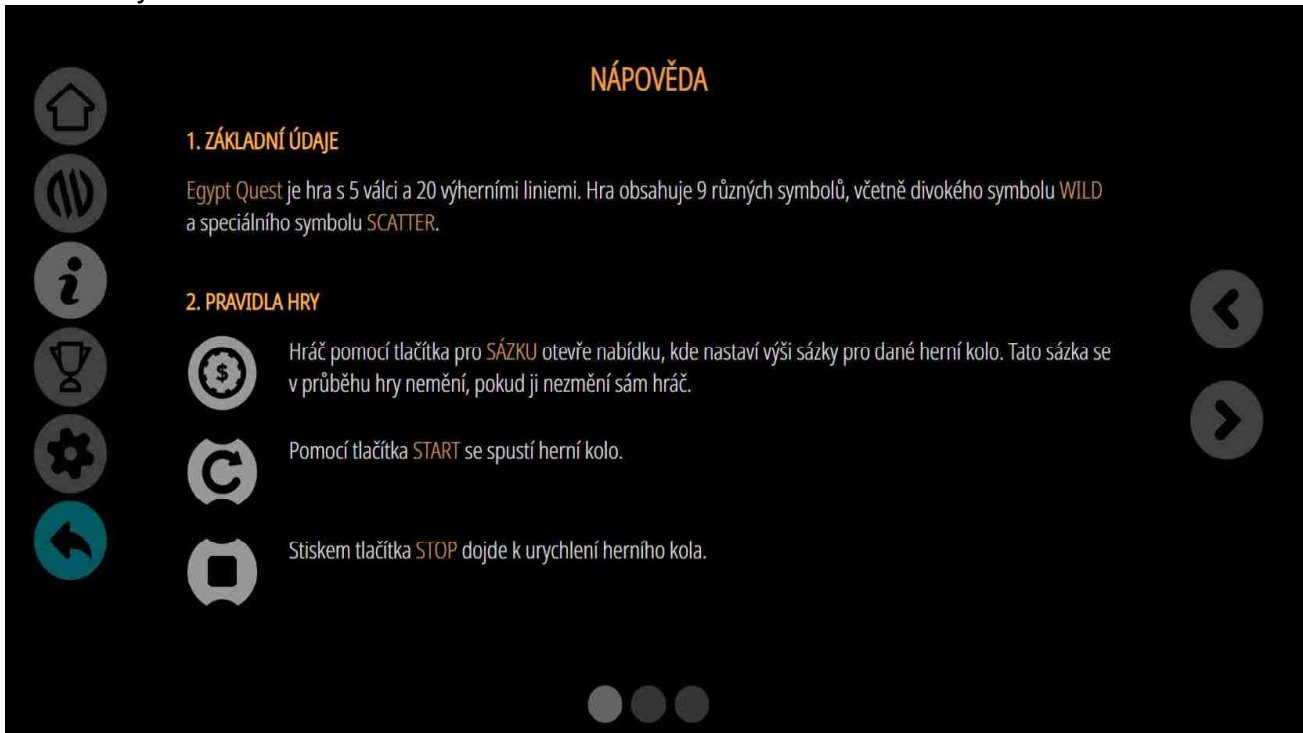 NÁPOVĚDA
1. ZÁKLADNÍ ÚDAJE
Egypt Quest je hra s 5 válci a 20 výherními liniemi. Hra obsahuje 9 různých symbolů, včetně divokého symbolu WILD
a speciálního symbolu SCATTER.
2. PRAVIDLA HRY
Hráč pomocí tlačítka pro SÁZKU otevře nabídku, kde nastaví výši sázky pro dané herní kolo. Tato sázka se
v průběhu hry nemění, pokud ji nezmění sám hráč.
Pomocí tlačítka START se spustí herní kolo.
Stiskem tlačítka STOP dojde k urychlení herního kola.